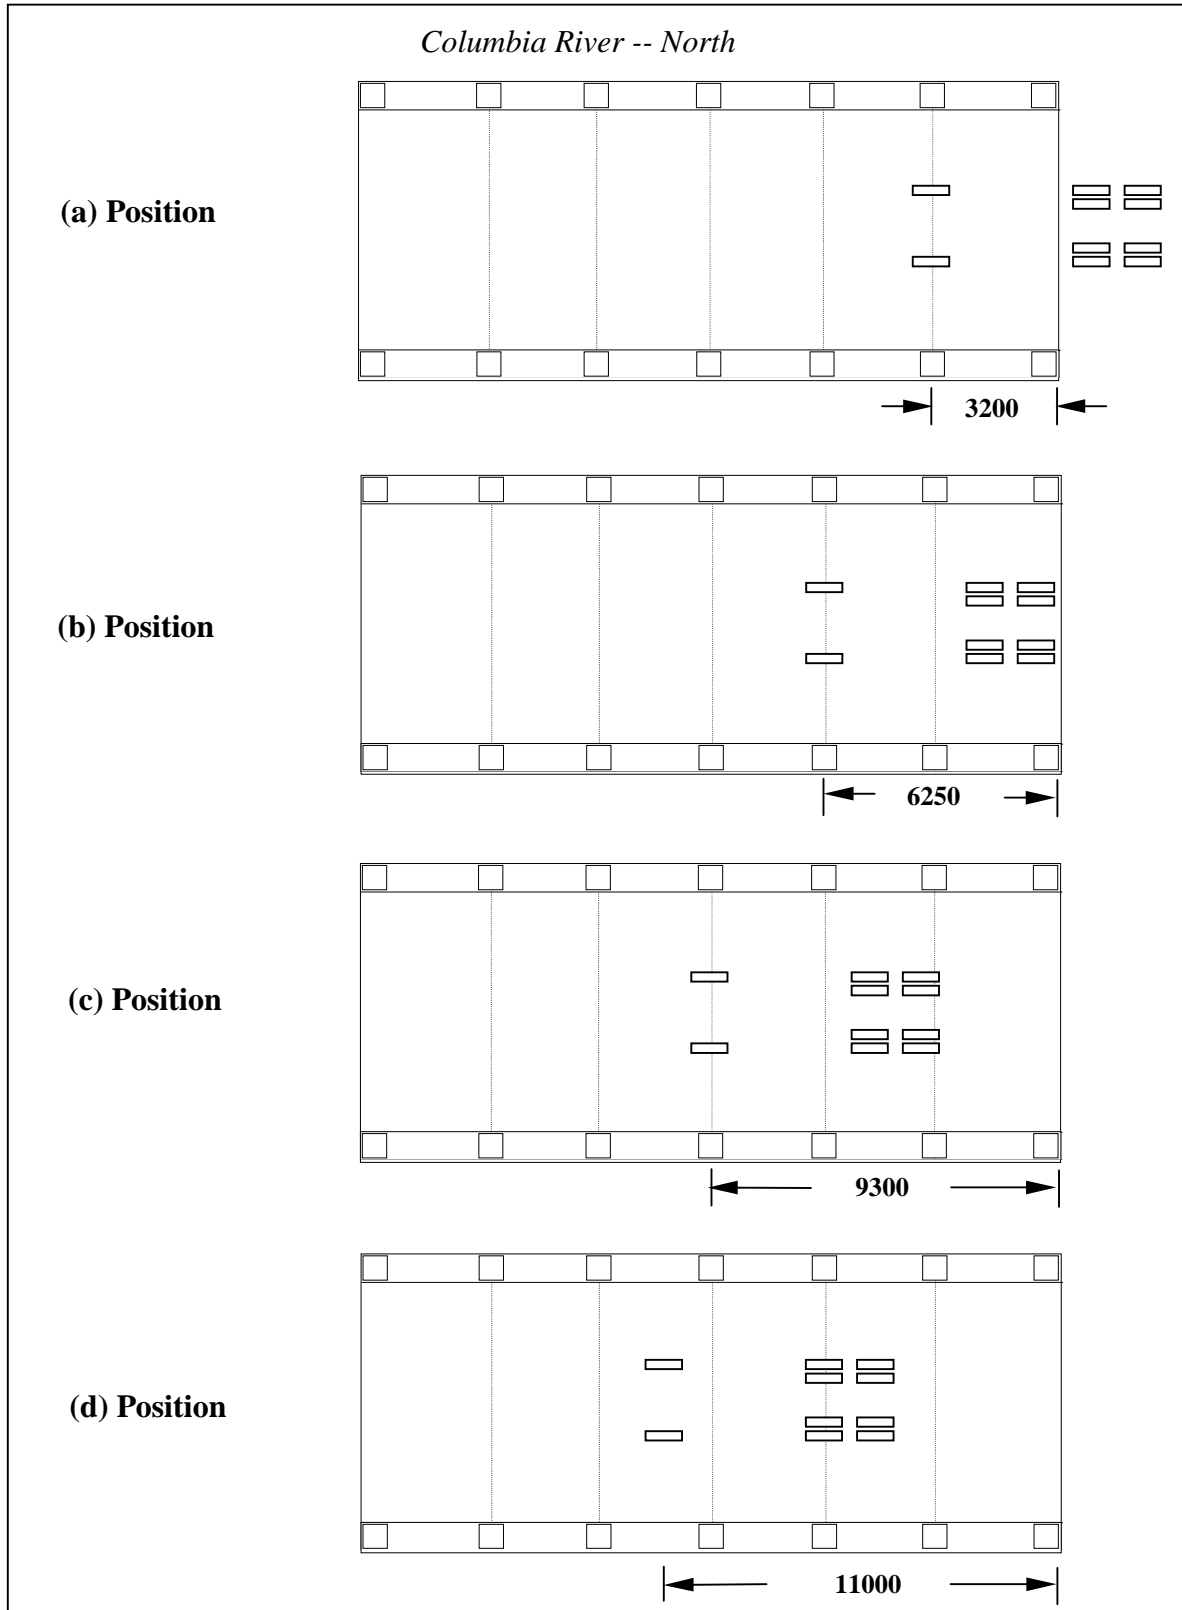 Columbia River -- North
(a) Position
3200
(b) Position
6250
(c) Position
9300
(d) Position
11000